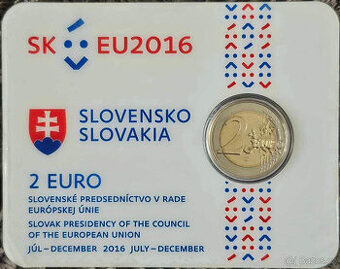 SK EU2016
SLOVENSKO
SLOVAKIA
2
2 EURO
SLOVENSKÉ PREDSEDNÍCTVO V RADE
EURÓPSKEJ ÚNIE
SLOVAK PRESIDENCY OF THE COUNCIL
OF THE EUROPEAN UNION
JÚL–DECEMBER 2016 JULY–DECEMBER